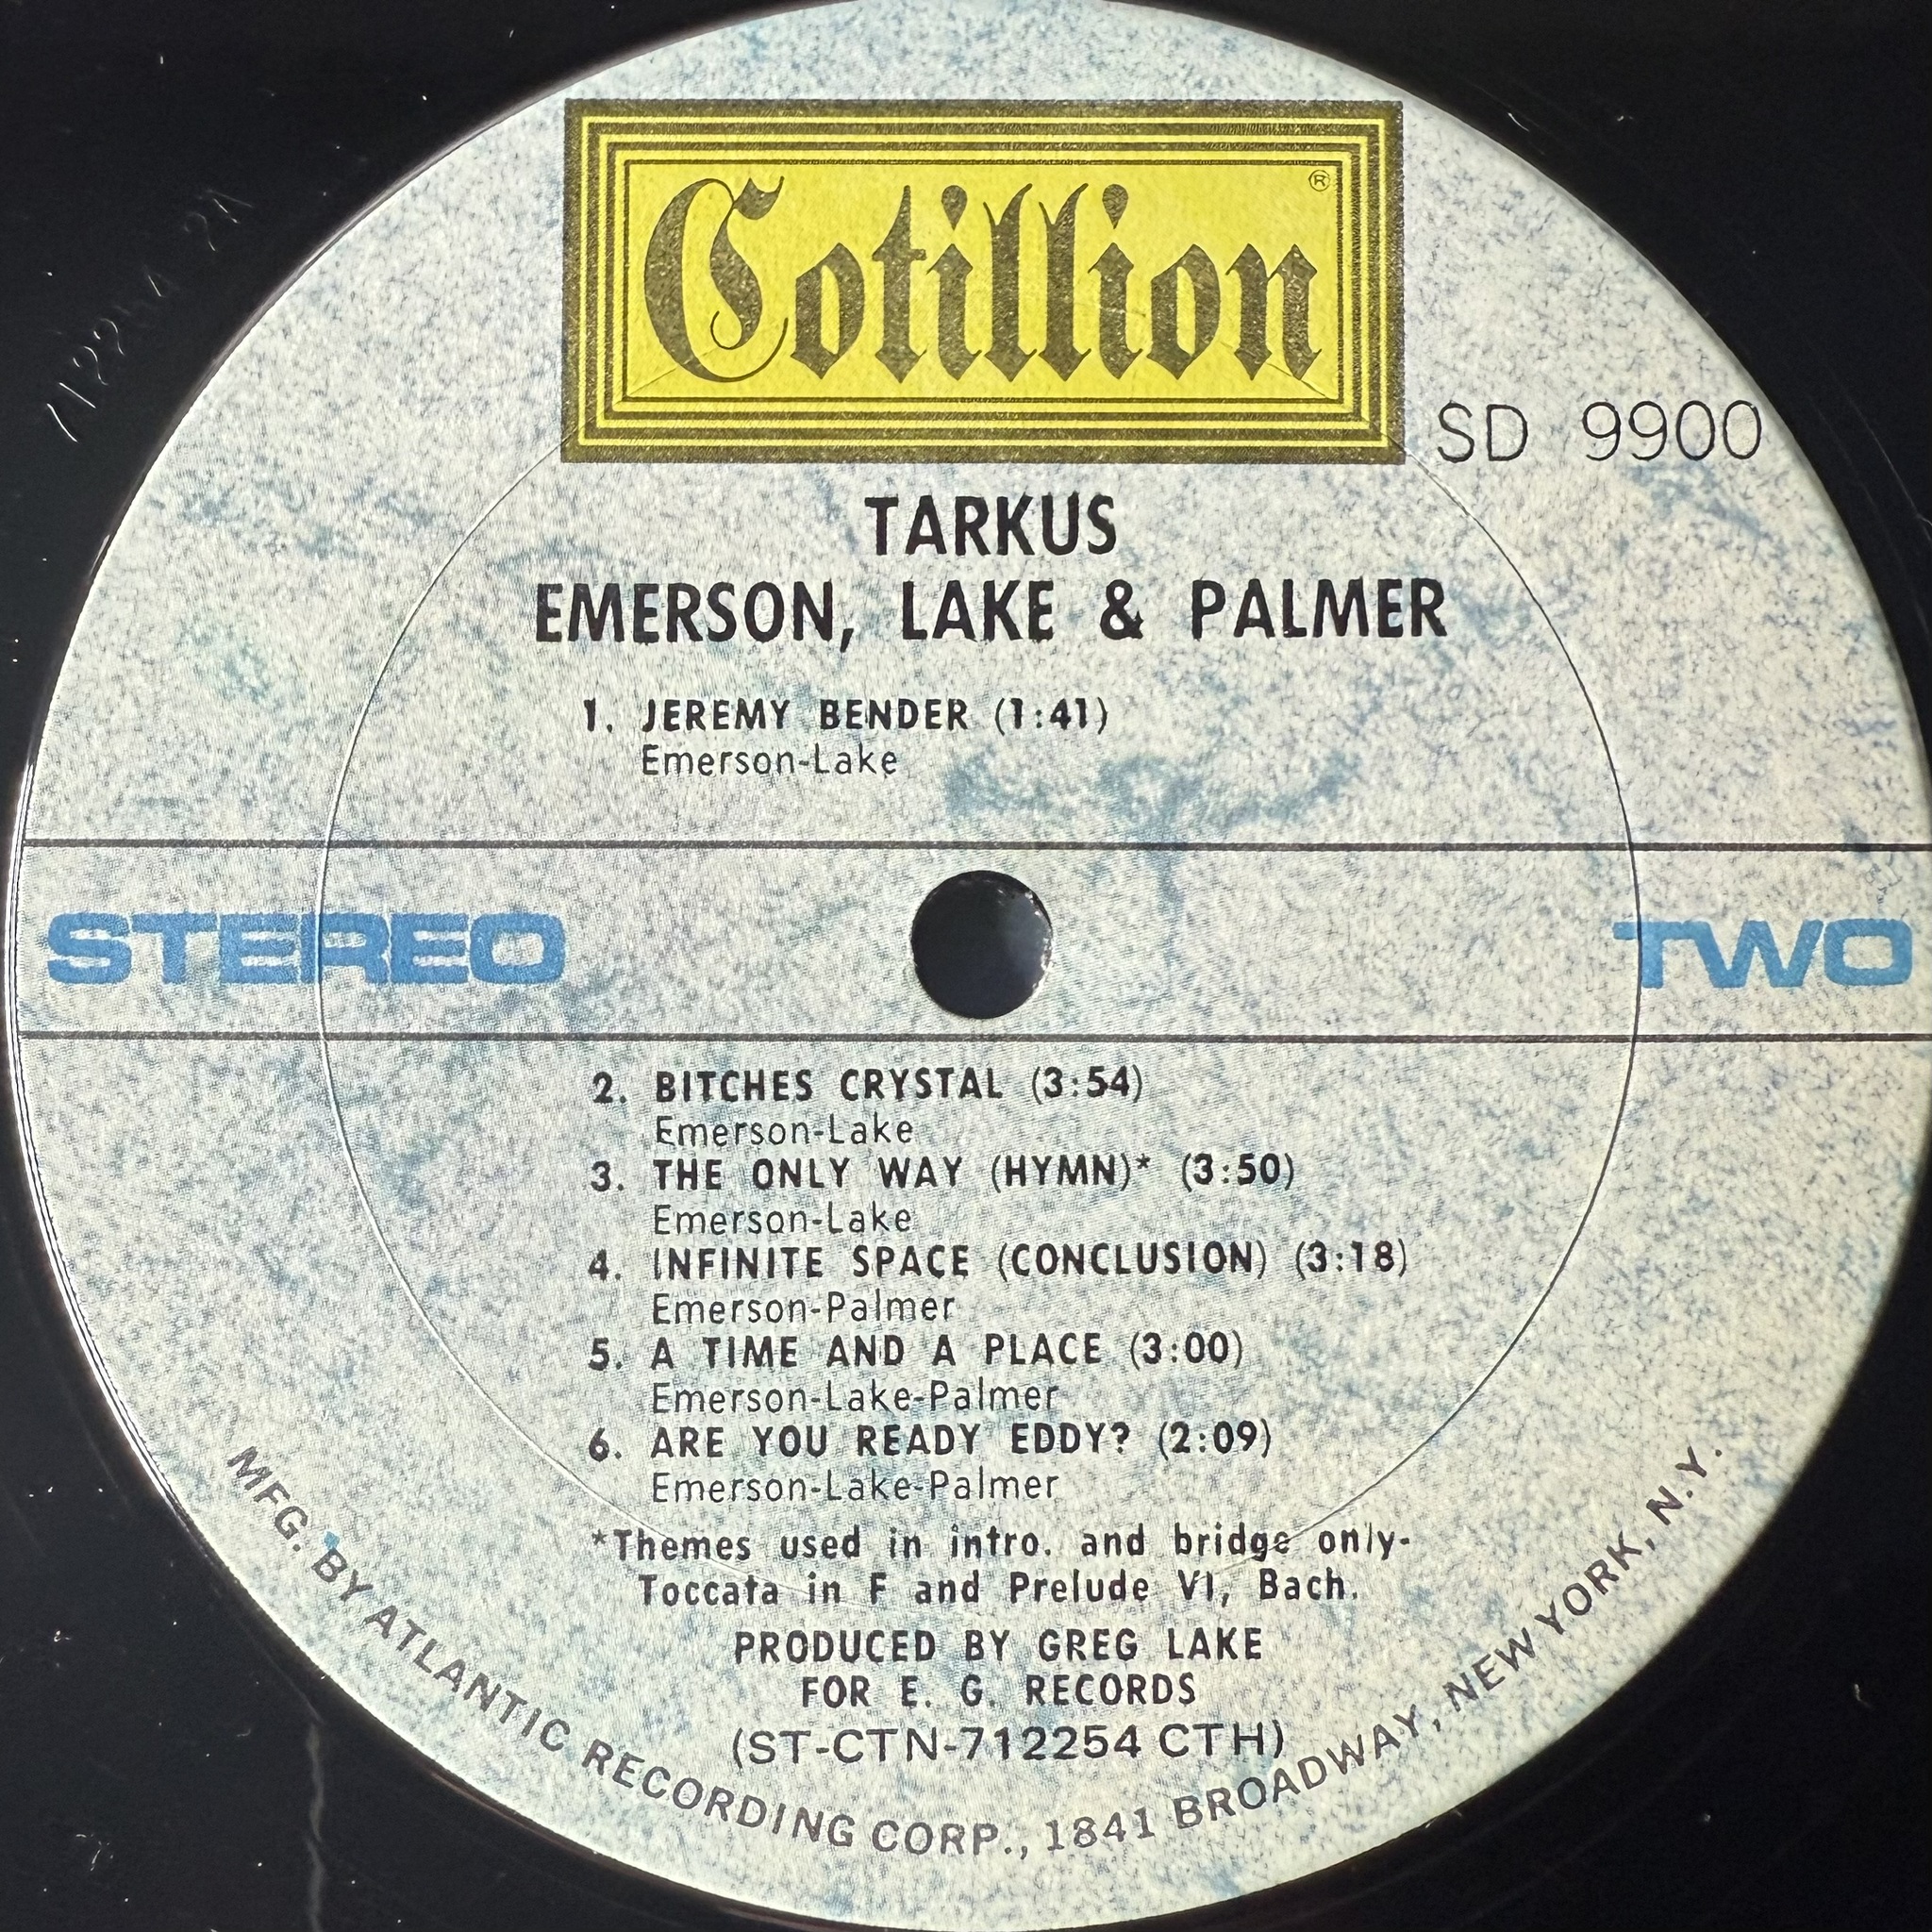 Cotillion ®
SD 9900
TARKUS
EMERSON, LAKE & PALMER
1. JEREMY BENDER (1:41)
Emerson-Lake
STEREO TWO
2. BITCHES CRYSTAL (3:54)
Emerson-Lake
3. THE ONLY WAY (HYMN)* (3:50)
Emerson-Lake
4. INFINITE SPACE (CONCLUSION) (3:18)
Emerson-Palmer
5. A TIME AND A PLACE (3:00)
Emerson-Lake-Palmer
6. ARE YOU READY EDDY? (2:09)
Emerson-Lake-Palmer
*Themes used in intro. and bridge only-
Toccata in F and Prelude VI, Bach.
PRODUCED BY GREG LAKE
FOR E. G. RECORDS
(ST-CTN-712254 CTH)
MFG. BY ATLANTIC RECORDING CORP., 1841 BROADWAY, NEW YORK, N.Y.